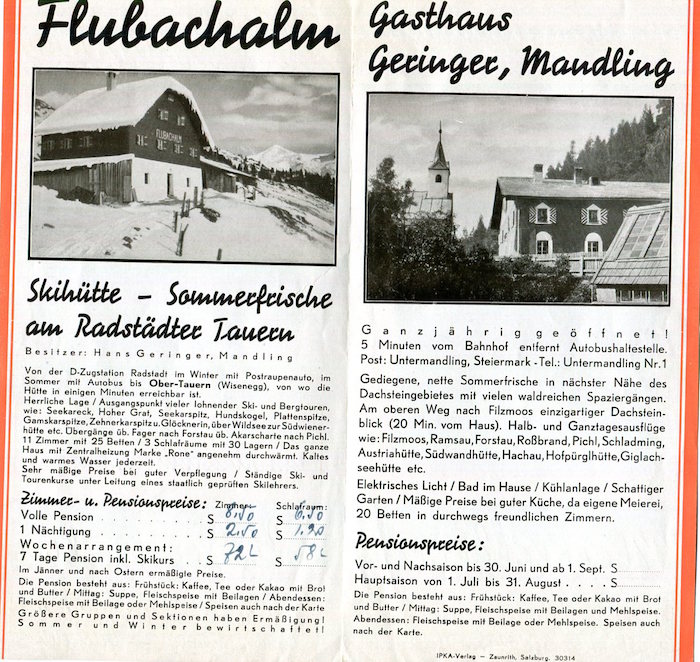 Flubachalm
FLUBACHALM
Skihütte – Sommerfrische
am Radstädter Tauern
Besitzer: Hans Geringer, Mandling
Von der D-Zugstation Radstadt im Winter mit Postraupenauto, im
Sommer mit Autobus bis Ober-Tauern (Wisenegg), von wo die
Hütte in einigen Minuten erreichbar ist.
Herrliche Lage / Ausgangspunkt vieler lohnender Ski- und Bergtouren,
wie: Seekareck, Hoher Grat, Seekarspitz, Hundskogel, Plattenspitze,
Gamskarspitze, Zehnerkarspitz u. Glöcknerin, über Wildsee zur Südwiener-
hütte etc. Übergänge üb. Fager nach Forstau üb. Akarscharte nach Pichl.
11 Zimmer mit 25 Betten / 3 Schlafräume mit 30 Lagern / Das ganze
Haus mit Zentralheizung Marke „Rone" angenehm durchwärmt. Kaltes
und warmes Wasser jederzeit.
Sehr mäßige Preise bei guter Verpflegung / Ständige Ski- und
Tourenkurse unter Leitung eines staatlich geprüften Skilehrers.
Zimmer- u. Pensionspreise: Zimmer: Schlafraum:
Volle Pension . . . . . . . . . . . S 8.50 S 6.50
1 Nächtigung . . . . . . . . . . . S 2.50 S 1.20
Wochenarrangement:
7 Tage Pension inkl. Skikurs . . S 72.- S 58.-
Im Jänner und nach Ostern ermäßigte Preise.
Die Pension besteht aus: Frühstück: Kaffee, Tee oder Kakao mit Brot
und Butter / Mittag: Suppe, Fleischspeise mit Beilagen / Abendessen:
Fleischspeise mit Beilage oder Mehlspeise / Speisen auch nach der Karte
Größere Gruppen und Sektionen haben Ermäßigung!
Sommer und Winter bewirtschaftet!
Gasthaus
Geringer, Mandling
Ganzjährig geöffnet!
5 Minuten vom Bahnhof entfernt Autobushaltestelle.
Post: Untermandling, Steiermark - Tel.: Untermandling Nr. 1
Gediegene, nette Sommerfrische in nächster Nähe des
Dachsteingebietes mit vielen waldreichen Spaziergängen.
Am oberen Weg nach Filzmoos einzigartiger Dachstein-
blick (20 Min. vom Haus). Halb- und Ganztagesausflüge
wie: Filzmoos, Ramsau, Forstau, Roßbrand, Pichl, Schladming,
Austriahütte, Südwandhütte, Hachau, Hofpürglhütte, Giglach-
seehütte etc.
Elektrisches Licht / Bad im Hause / Kühlanlage / Schattiger
Garten / Mäßige Preise bei guter Küche, da eigene Meierei,
20 Betten in durchwegs freundlichen Zimmern.
Pensionspreise:
Vor- und Nachsaison bis 30. Juni und ab 1. Sept. S
Hauptsaison von 1. Juli bis 31. August . . . . S
Die Pension besteht aus: Frühstück: Kaffee, Tee oder Kakao mit Brot
und Butter / Mittag: Suppe, Fleischspeise mit Beilagen und Mehlspeise.
Abendessen: Fleischspeise mit Beilagen oder Mehlspeise. Speisen auch
nach der Karte.
IPKA-Verlag – Zaunrith, Salzburg. 30314